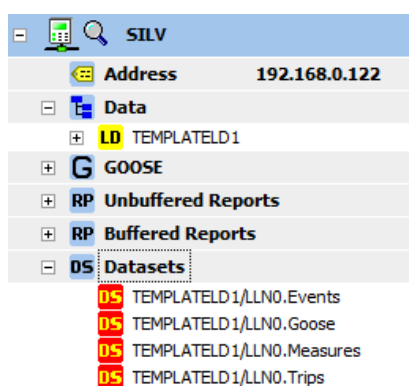 SILV
Address 192.168.0.122
Data
LD TEMPLATELD1
G GOOSE
RP Unbuffered Reports
RP Buffered Reports
DS Datasets
DS TEMPLATELD1/LLN0.Events
DS TEMPLATELD1/LLN0.Goose
DS TEMPLATELD1/LLN0.Measures
DS TEMPLATELD1/LLN0.Trips